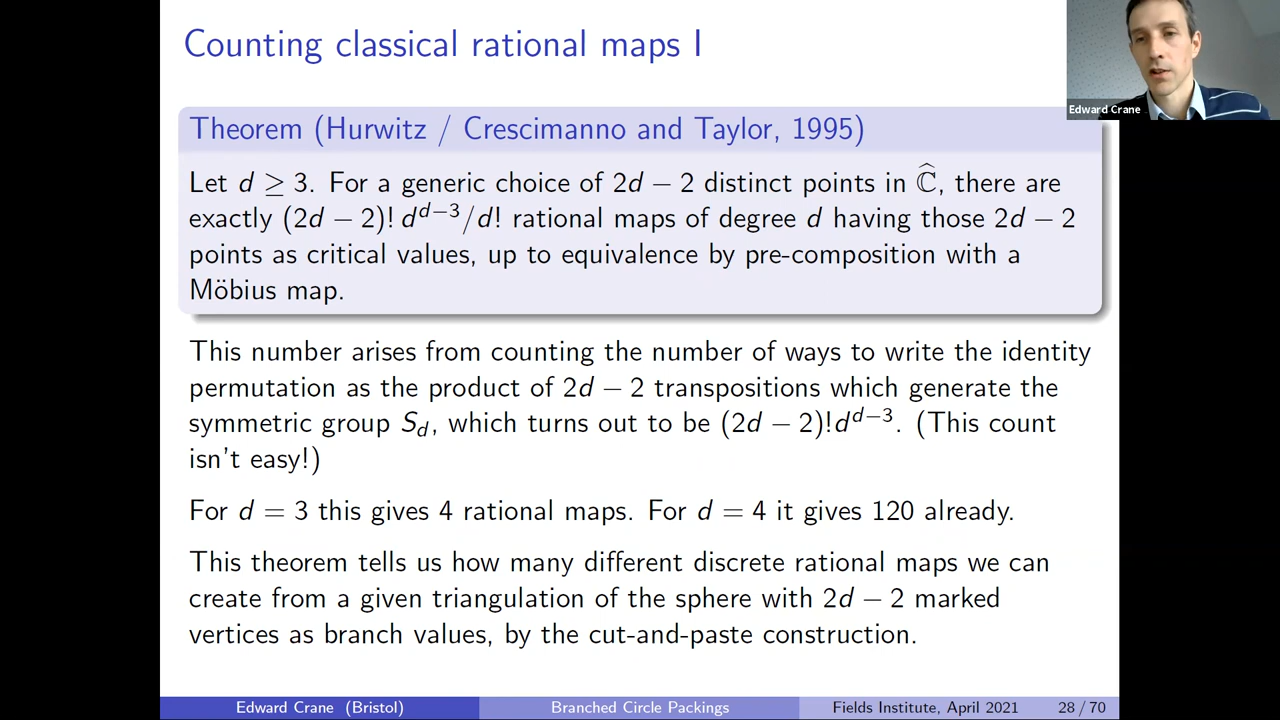 Counting classical rational maps I
Edward Crane
Theorem (Hurwitz / Crescimanno and Taylor, 1995)
Let d ≥ 3. For a generic choice of 2d − 2 distinct points in Ĉ, there are
exactly (2d − 2)! d^{d−3}/d! rational maps of degree d having those 2d − 2
points as critical values, up to equivalence by pre-composition with a
Möbius map.
This number arises from counting the number of ways to write the identity
permutation as the product of 2d − 2 transpositions which generate the
symmetric group S_d, which turns out to be (2d − 2)!d^{d−3}. (This count
isn't easy!)
For d = 3 this gives 4 rational maps. For d = 4 it gives 120 already.
This theorem tells us how many different discrete rational maps we can
create from a given triangulation of the sphere with 2d − 2 marked
vertices as branch values, by the cut-and-paste construction.
Edward Crane (Bristol) Branched Circle Packings Fields Institute, April 2021 28 / 70